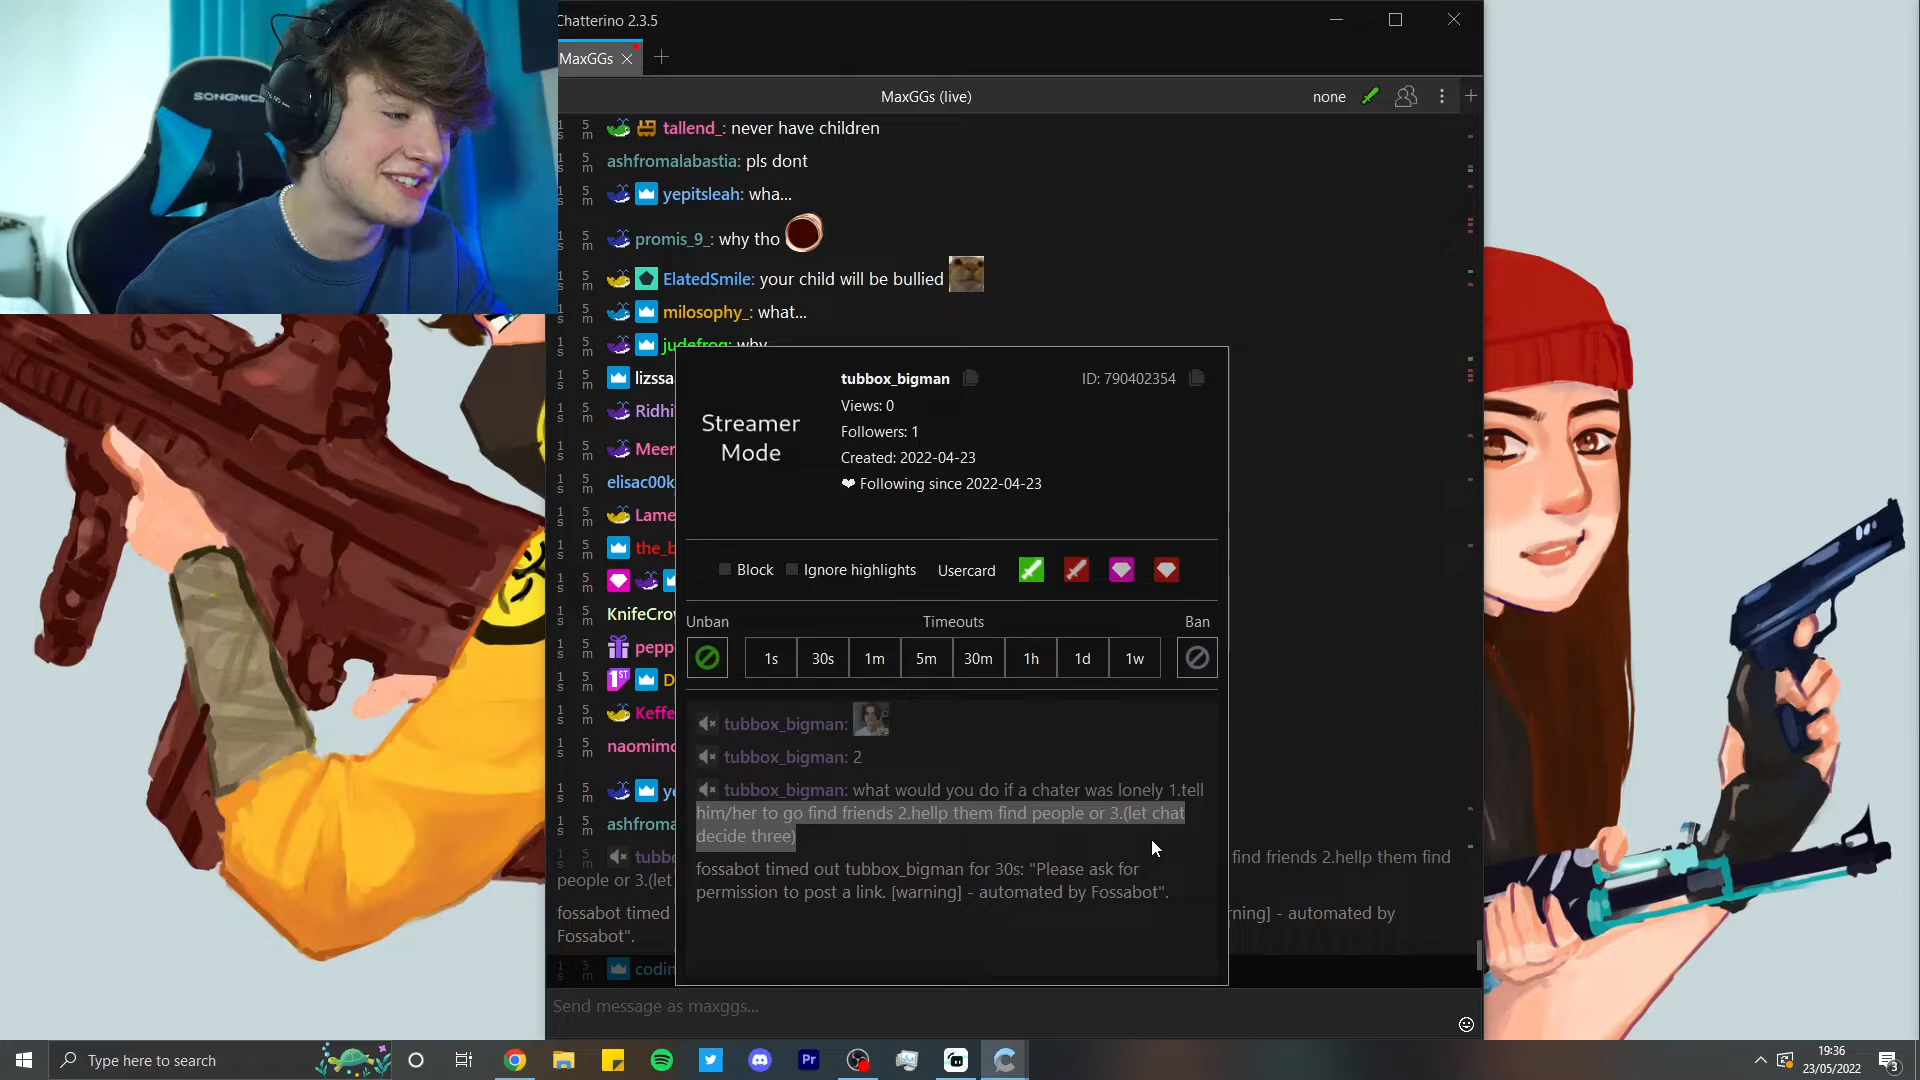 Chatterino 2.3.5
MaxGGs
SONGMICS
MaxGGs (live)
none
tallend_: never have children
ashfromalabastia: pls dont
yepitsleah: wha...
promis_9_: why tho
ElatedSmile: your child will be bullied
milosophy_: what...
judefrog: why
lizssa
Ridhi
Meer
elisac00k
Lame
the_b
KnifeCro
pepp
1ST D
Keffe
naomim
ye
ashfroma
tubb
find friends 2.hellp them find
people or 3.(let
fossabot timed
rning] - automated by
Fossabot".
codin
tubbox_bigman
ID: 790402354
Streamer
Mode
Views: 0
Followers: 1
Created: 2022-04-23
❤ Following since 2022-04-23
Block
Ignore highlights
Usercard
Unban
Timeouts
Ban
1s 30s 1m 5m 30m 1h 1d 1w
tubbox_bigman:
tubbox_bigman: 2
tubbox_bigman: what would you do if a chater was lonely 1.tell
him/her to go find friends 2.hellp them find people or 3.(let chat
decide three)
fossabot timed out tubbox_bigman for 30s: "Please ask for
permission to post a link. [warning] - automated by Fossabot".
Send message as maxggs...
Type here to search
Pr
19:36
23/05/2022
3